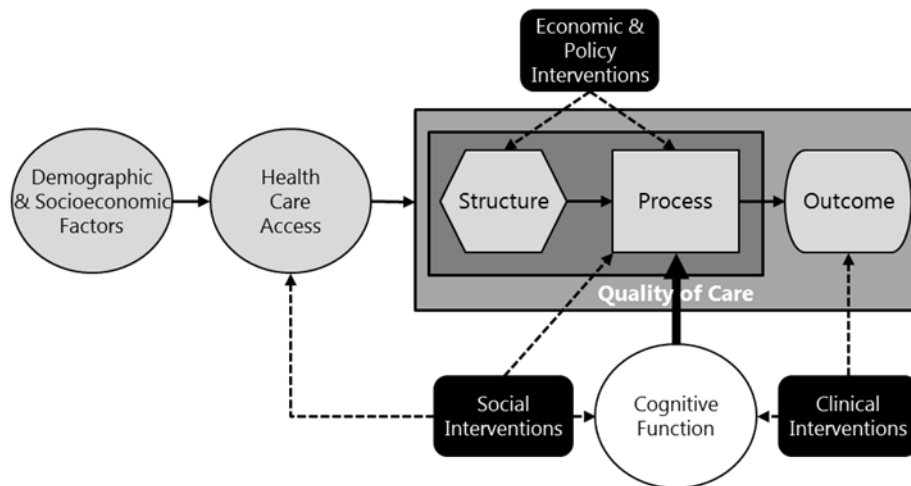 Economic &
Policy
Interventions
Demographic
& Socioeconomic
Factors
Health
Care
Access
Structure
Process
Outcome
Quality of Care
Social
Interventions
Cognitive
Function
Clinical
Interventions